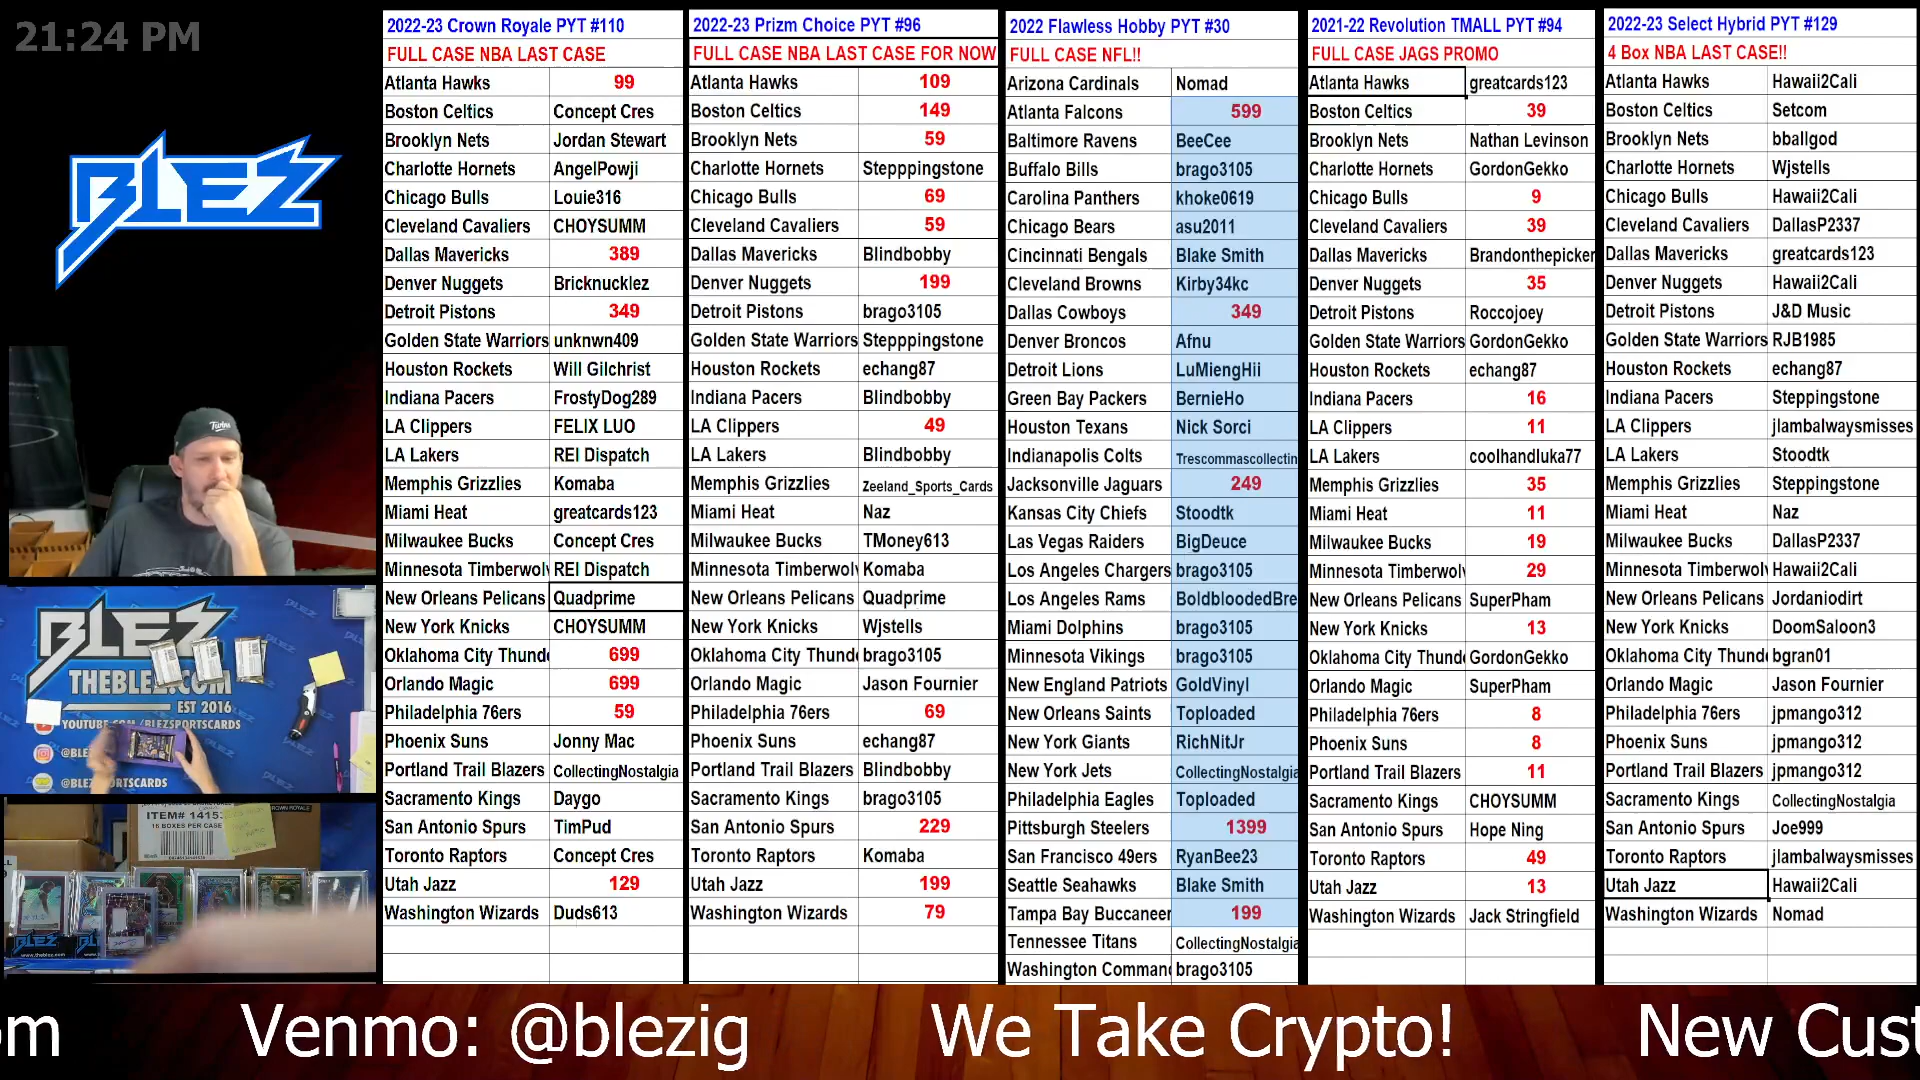 21:24 PM
BLEZ
Twins
BLEZ
THEBLEZ.COM
EST 2016
YOUTUBE.COM/BLEZSPORTSCARDS
@BLEZ
@BLEZSPORTSCARDS
ITEM# 1415
16 BOXES PER CASE
CROWN ROYALE
2022-23 Crown Royale PYT #110
FULL CASE NBA LAST CASE
Atlanta Hawks 99
Boston Celtics Concept Cres
Brooklyn Nets Jordan Stewart
Charlotte Hornets AngelPowji
Chicago Bulls Louie316
Cleveland Cavaliers CHOYSUMM
Dallas Mavericks 389
Denver Nuggets Bricknucklez
Detroit Pistons 349
Golden State Warriors unknwn409
Houston Rockets Will Gilchrist
Indiana Pacers FrostyDog289
LA Clippers FELIX LUO
LA Lakers REI Dispatch
Memphis Grizzlies Komaba
Miami Heat greatcards123
Milwaukee Bucks Concept Cres
Minnesota Timberwolv REI Dispatch
New Orleans Pelicans Quadprime
New York Knicks CHOYSUMM
Oklahoma City Thunde 699
Orlando Magic 699
Philadelphia 76ers 59
Phoenix Suns Jonny Mac
Portland Trail Blazers CollectingNostalgia
Sacramento Kings Daygo
San Antonio Spurs TimPud
Toronto Raptors Concept Cres
Utah Jazz 129
Washington Wizards Duds613
2022-23 Prizm Choice PYT #96
FULL CASE NBA LAST CASE FOR NOW
Atlanta Hawks 109
Boston Celtics 149
Brooklyn Nets 59
Charlotte Hornets Stepppingstone
Chicago Bulls 69
Cleveland Cavaliers 59
Dallas Mavericks Blindbobby
Denver Nuggets 199
Detroit Pistons brago3105
Golden State Warriors Stepppingstone
Houston Rockets echang87
Indiana Pacers Blindbobby
LA Clippers 49
LA Lakers Blindbobby
Memphis Grizzlies Zeeland_Sports_Cards
Miami Heat Naz
Milwaukee Bucks TMoney613
Minnesota Timberwolv Komaba
New Orleans Pelicans Quadprime
New York Knicks Wjstells
Oklahoma City Thunde brago3105
Orlando Magic Jason Fournier
Philadelphia 76ers 69
Phoenix Suns echang87
Portland Trail Blazers Blindbobby
Sacramento Kings brago3105
San Antonio Spurs 229
Toronto Raptors Komaba
Utah Jazz 199
Washington Wizards 79
2022 Flawless Hobby PYT #30
FULL CASE NFL!!
Arizona Cardinals Nomad
Atlanta Falcons 599
Baltimore Ravens BeeCee
Buffalo Bills brago3105
Carolina Panthers khoke0619
Chicago Bears asu2011
Cincinnati Bengals Blake Smith
Cleveland Browns Kirby34kc
Dallas Cowboys 349
Denver Broncos Afnu
Detroit Lions LuMiengHii
Green Bay Packers BernieHo
Houston Texans Nick Sorci
Indianapolis Colts Trescommascollectin
Jacksonville Jaguars 249
Kansas City Chiefs Stoodtk
Las Vegas Raiders BigDeuce
Los Angeles Chargers brago3105
Los Angeles Rams BoldbloodedBre
Miami Dolphins brago3105
Minnesota Vikings brago3105
New England Patriots GoldVinyl
New Orleans Saints Toploaded
New York Giants RichNitJr
New York Jets CollectingNostalgia
Philadelphia Eagles Toploaded
Pittsburgh Steelers 1399
San Francisco 49ers RyanBee23
Seattle Seahawks Blake Smith
Tampa Bay Buccaneer 199
Tennessee Titans CollectingNostalgia
Washington Comman brago3105
2021-22 Revolution TMALL PYT #94
FULL CASE JAGS PROMO
Atlanta Hawks greatcards123
Boston Celtics 39
Brooklyn Nets Nathan Levinson
Charlotte Hornets GordonGekko
Chicago Bulls 9
Cleveland Cavaliers 39
Dallas Mavericks Brandonthepicker
Denver Nuggets 35
Detroit Pistons Roccojoey
Golden State Warriors GordonGekko
Houston Rockets echang87
Indiana Pacers 16
LA Clippers 11
LA Lakers coolhandluka77
Memphis Grizzlies 35
Miami Heat 11
Milwaukee Bucks 19
Minnesota Timberwolv 29
New Orleans Pelicans SuperPham
New York Knicks 13
Oklahoma City Thunde GordonGekko
Orlando Magic SuperPham
Philadelphia 76ers 8
Phoenix Suns 8
Portland Trail Blazers 11
Sacramento Kings CHOYSUMM
San Antonio Spurs Hope Ning
Toronto Raptors 49
Utah Jazz 13
Washington Wizards Jack Stringfield
2022-23 Select Hybrid PYT #129
4 Box NBA LAST CASE!!
Atlanta Hawks Hawaii2Cali
Boston Celtics Setcom
Brooklyn Nets bballgod
Charlotte Hornets Wjstells
Chicago Bulls Hawaii2Cali
Cleveland Cavaliers DallasP2337
Dallas Mavericks greatcards123
Denver Nuggets Hawaii2Cali
Detroit Pistons J&D Music
Golden State Warriors RJB1985
Houston Rockets echang87
Indiana Pacers Steppingstone
LA Clippers jlambalwaysmisses
LA Lakers Stoodtk
Memphis Grizzlies Steppingstone
Miami Heat Naz
Milwaukee Bucks DallasP2337
Minnesota Timberwolv Hawaii2Cali
New Orleans Pelicans Jordaniodirt
New York Knicks DoomSaloon3
Oklahoma City Thunde bgran01
Orlando Magic Jason Fournier
Philadelphia 76ers jpmango312
Phoenix Suns jpmango312
Portland Trail Blazers jpmango312
Sacramento Kings CollectingNostalgia
San Antonio Spurs Joe999
Toronto Raptors jlambalwaysmisses
Utah Jazz Hawaii2Cali
Washington Wizards Nomad
om Venmo: @blezig We Take Crypto! New Cust